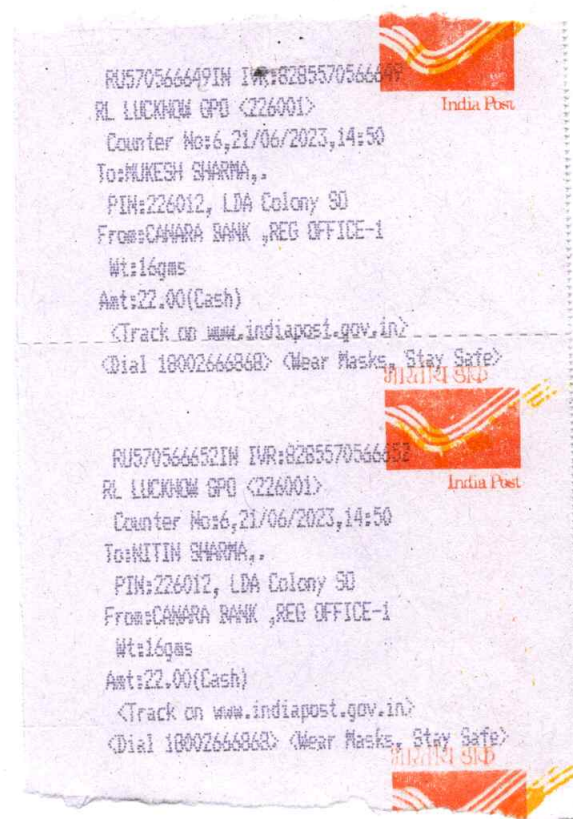 RU570566649IN IVR:8285570566649
India Post
RL LUCKNOW GPO <226001>
Counter No:6,21/06/2023,14:50
To:MUKESH SHARMA,.
PIN:226012, LDA Colony SO
From:CANARA BANK ,REG OFFICE-1
Wt:16gms
Amt:22.00(Cash)
<Track on www.indiapost.gov.in>
<Dial 18002666868> <Wear Masks, Stay Safe>
भारतीय डाक
RU570566652IN IVR:8285570566652
India Post
RL LUCKNOW GPO <226001>
Counter No:6,21/06/2023,14:50
To:NITIN SHARMA,.
PIN:226012, LDA Colony SO
From:CANARA BANK ,REG OFFICE-1
Wt:16gms
Amt:22.00(Cash)
<Track on www.indiapost.gov.in>
<Dial 18002666868> <Wear Masks, Stay Safe>
भारतीय डाक